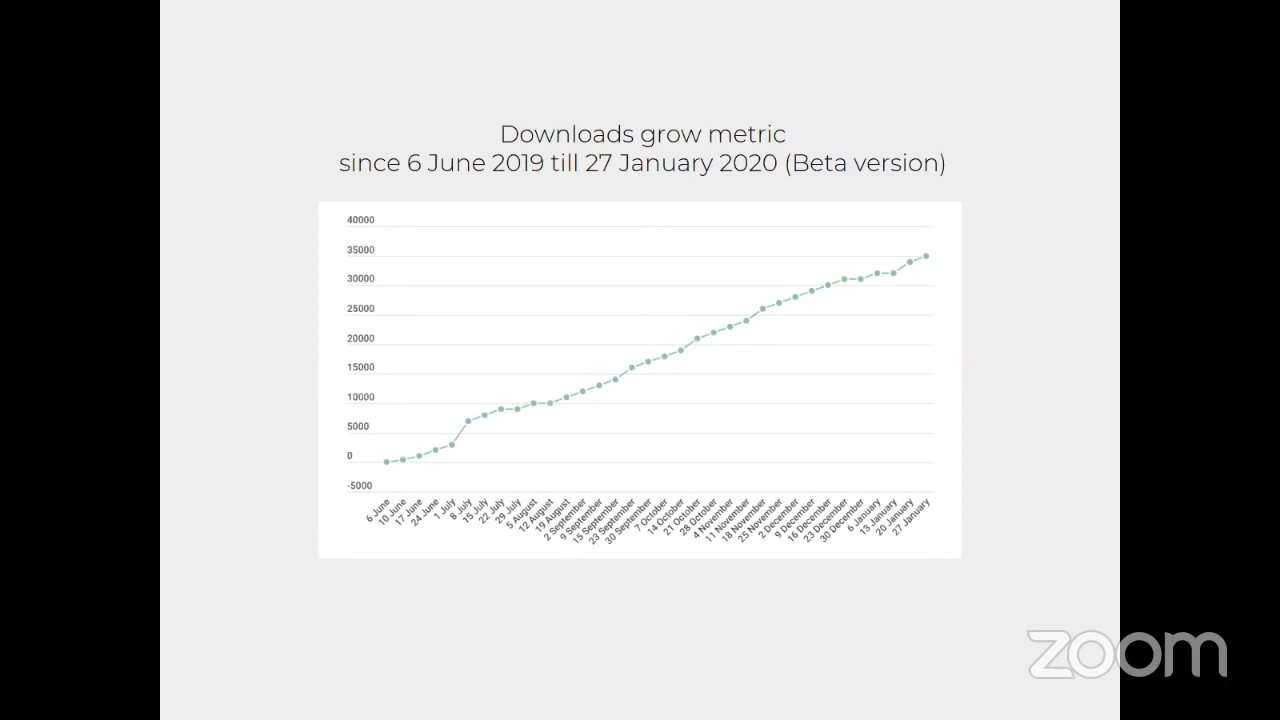 Downloads grow metric
since 6 June 2019 till 27 January 2020 (Beta version)
40000
35000
30000
25000
20000
15000
10000
5000
0
-5000
6 June
10 June
17 June
24 June
1 July
8 July
15 July
22 July
29 July
5 August
12 August
19 August
2 September
9 September
15 September
23 September
30 September
7 October
14 October
21 October
28 October
4 November
11 November
18 November
25 November
2 December
9 December
16 December
23 December
30 December
6 January
13 January
20 January
27 January
zoom